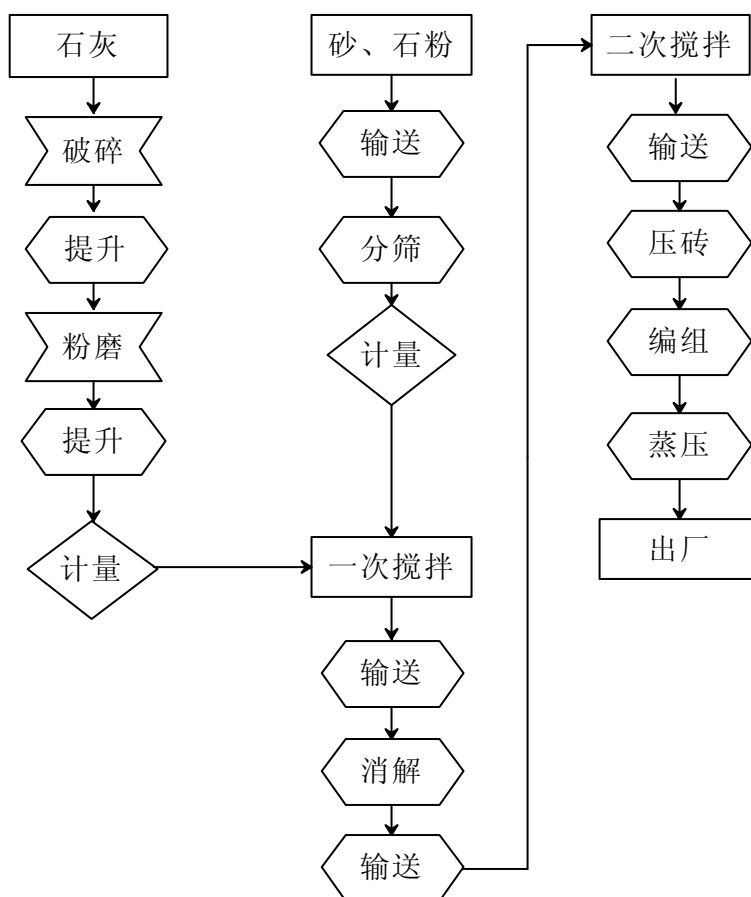 石灰
破碎
提升
粉磨
提升
计量
砂、石粉
输送
分筛
计量
一次搅拌
输送
消解
输送
二次搅拌
输送
压砖
编组
蒸压
出厂